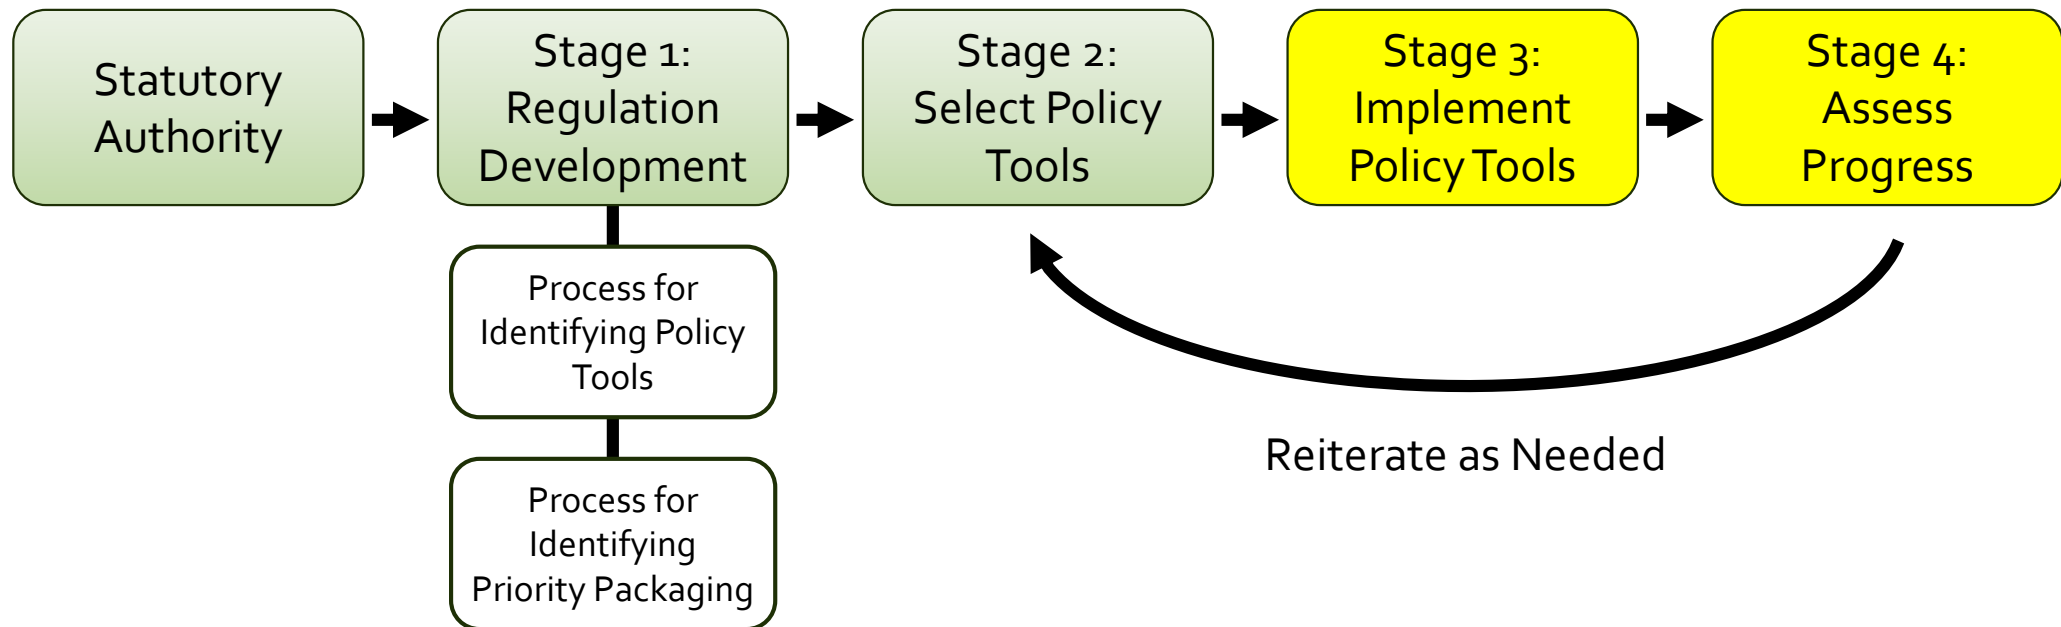 Statutory
Authority
Stage 1:
Regulation
Development
Stage 2:
Select Policy
Tools
Stage 3:
Implement
Policy Tools
Stage 4:
Assess
Progress
Process for
Identifying Policy
Tools
Process for
Identifying
Priority Packaging
Reiterate as Needed